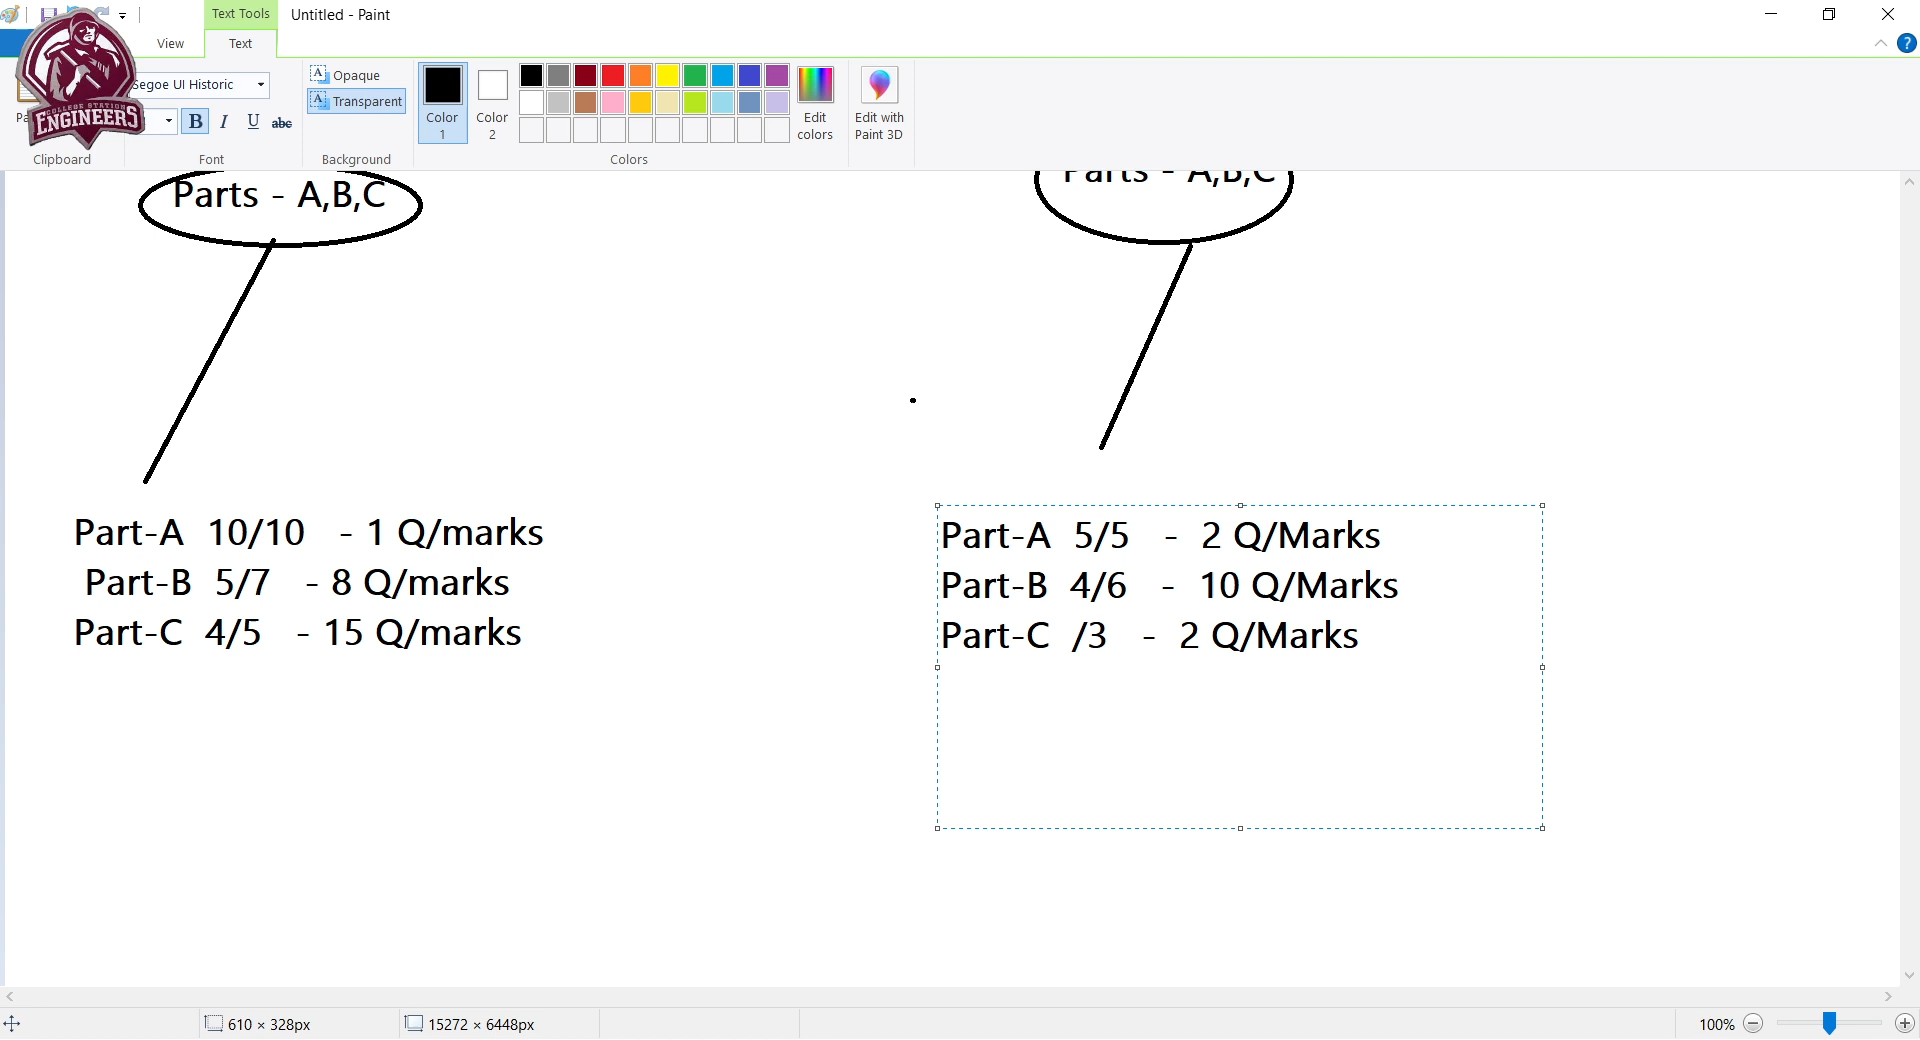 Text Tools
Untitled - Paint
View
Text
COLLEGE STATION
ENGINEERS
Segoe UI Historic
B I U abc
Opaque
Transparent
Color 1
Color 2
Edit colors
Edit with Paint 3D
Clipboard
Font
Background
Colors
Parts - A,B,C
Parts - A,B,C
Part-A 10/10 - 1 Q/marks
Part-B 5/7 - 8 Q/marks
Part-C 4/5 - 15 Q/marks
Part-A 5/5 - 2 Q/Marks
Part-B 4/6 - 10 Q/Marks
Part-C /3 - 2 Q/Marks
610 × 328px
15272 × 6448px
100%